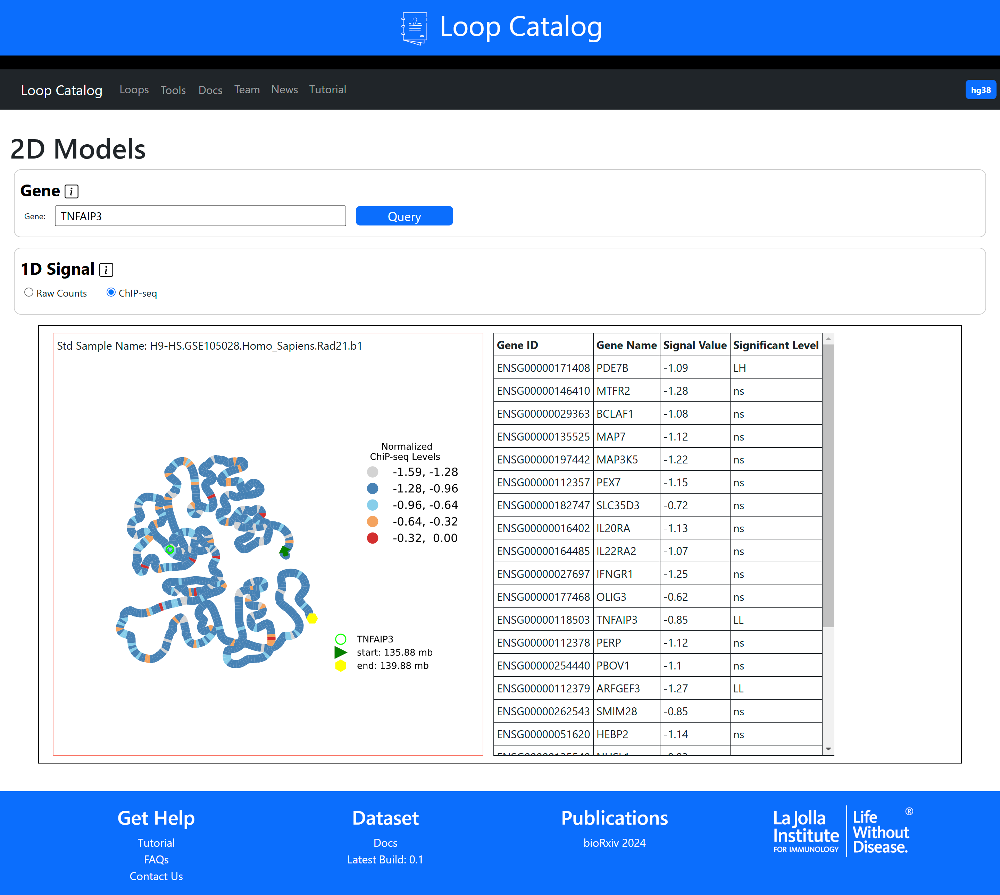 Loop Catalog
Loop Catalog Loops Tools Docs Team News Tutorial hg38
2D Models
Gene i
Gene: TNFAIP3 Query
1D Signal i
Raw Counts ChIP-seq
Std Sample Name: H9-HS.GSE105028.Homo_Sapiens.Rad21.b1
Normalized
ChiP-seq Levels
-1.59, -1.28
-1.28, -0.96
-0.96, -0.64
-0.64, -0.32
-0.32, 0.00
TNFAIP3
start: 135.88 mb
end: 139.88 mb
Gene ID Gene Name Signal Value Significant Level
ENSG00000171408 PDE7B -1.09 LH
ENSG00000146410 MTFR2 -1.28 ns
ENSG00000029363 BCLAF1 -1.08 ns
ENSG00000135525 MAP7 -1.12 ns
ENSG00000197442 MAP3K5 -1.22 ns
ENSG00000112357 PEX7 -1.15 ns
ENSG00000182747 SLC35D3 -0.72 ns
ENSG00000016402 IL20RA -1.13 ns
ENSG00000164485 IL22RA2 -1.07 ns
ENSG00000027697 IFNGR1 -1.25 ns
ENSG00000177468 OLIG3 -0.62 ns
ENSG00000118503 TNFAIP3 -0.85 LL
ENSG00000112378 PERP -1.12 ns
ENSG00000254440 PBOV1 -1.1 ns
ENSG00000112379 ARFGEF3 -1.27 LL
ENSG00000262543 SMIM28 -0.85 ns
ENSG00000051620 HEBP2 -1.14 ns
Get Help
Tutorial
FAQs
Contact Us
Dataset
Docs
Latest Build: 0.1
Publications
bioRxiv 2024
La Jolla
Institute
FOR IMMUNOLOGY
Life
Without
Disease.
®